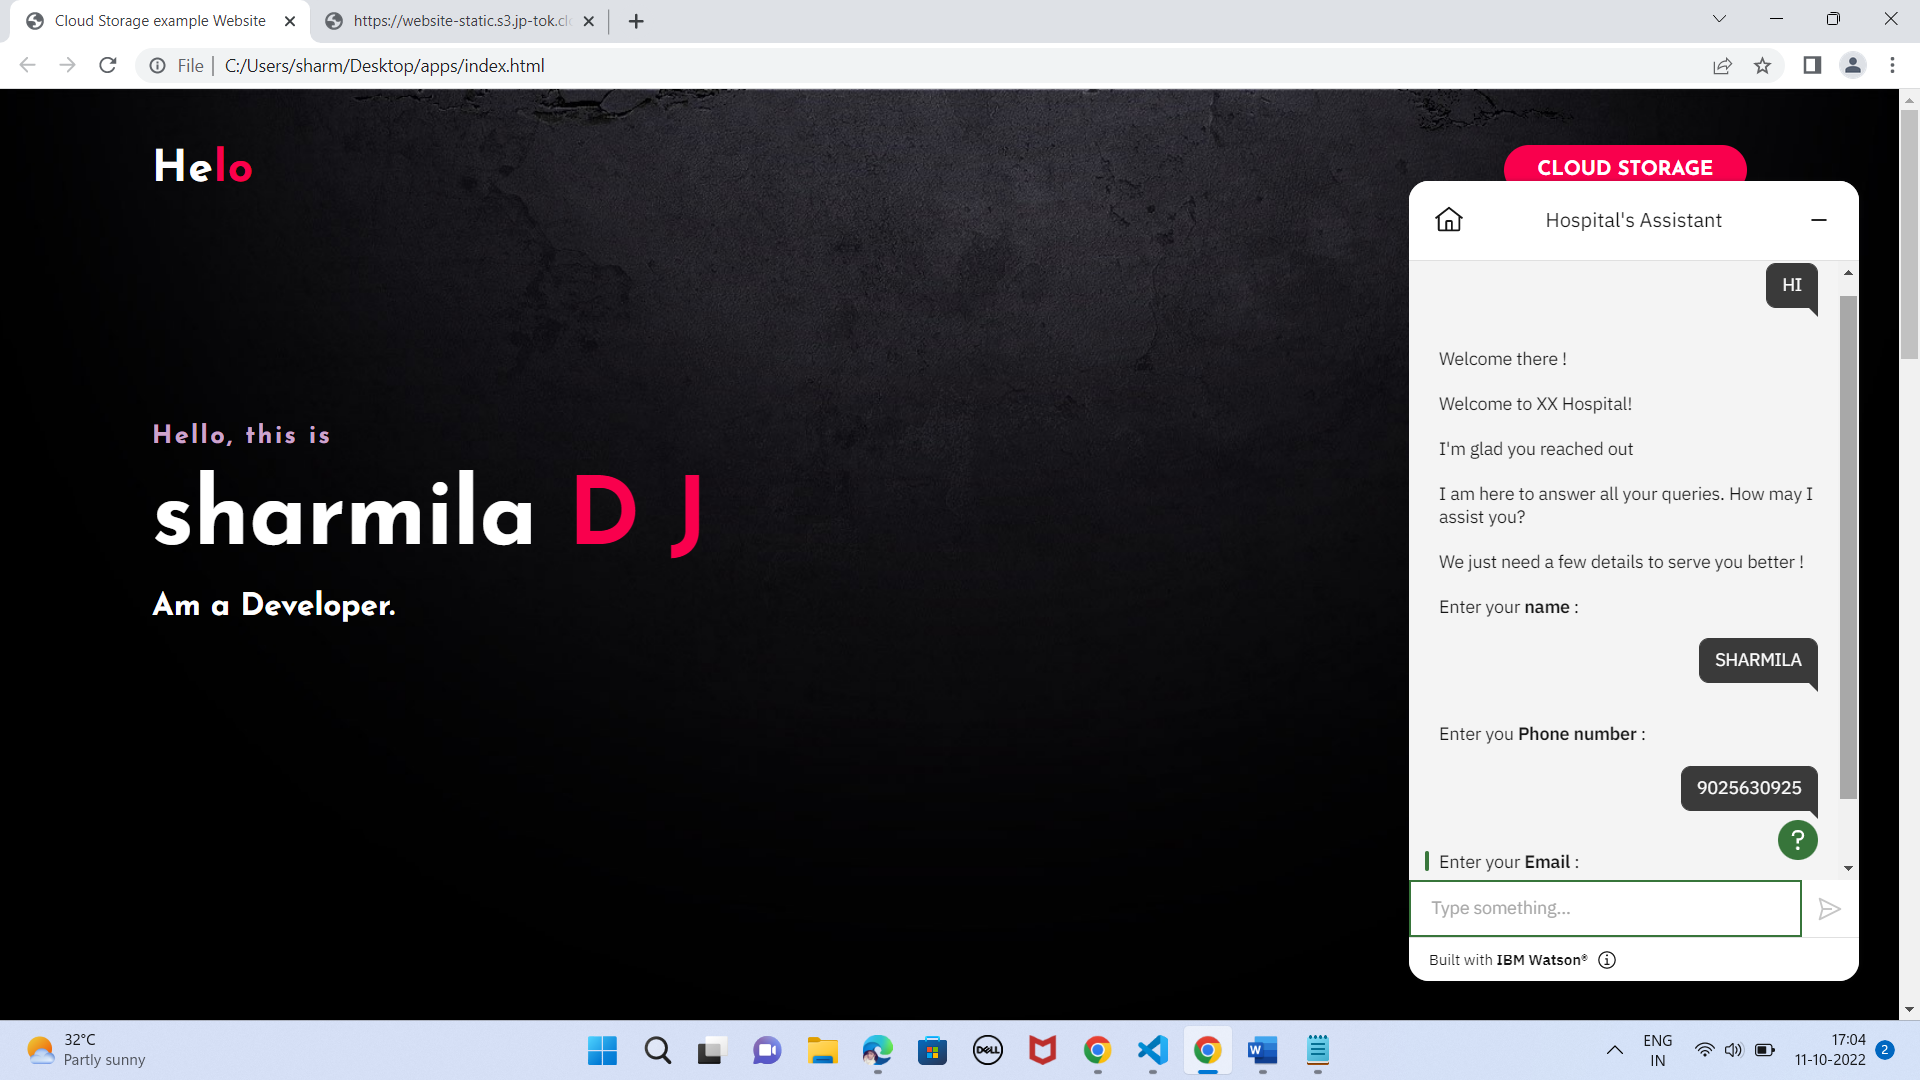 Cloud Storage example Website
https://website-static.s3.jp-tok.cl
File
C:/Users/sharm/Desktop/apps/index.html
Helo
CLOUD STORAGE
Hello, this is
sharmila D J
Am a Developer.
Hospital's Assistant
HI
Welcome there !
Welcome to XX Hospital!
I'm glad you reached out
I am here to answer all your queries. How may I
assist you?
We just need a few details to serve you better !
Enter your name :
SHARMILA
Enter you Phone number :
9025630925
?
Enter your Email :
Type something...
Built with IBM Watson®
32°C
Partly sunny
DELL
W
ENG
IN
17:04
11-10-2022
2